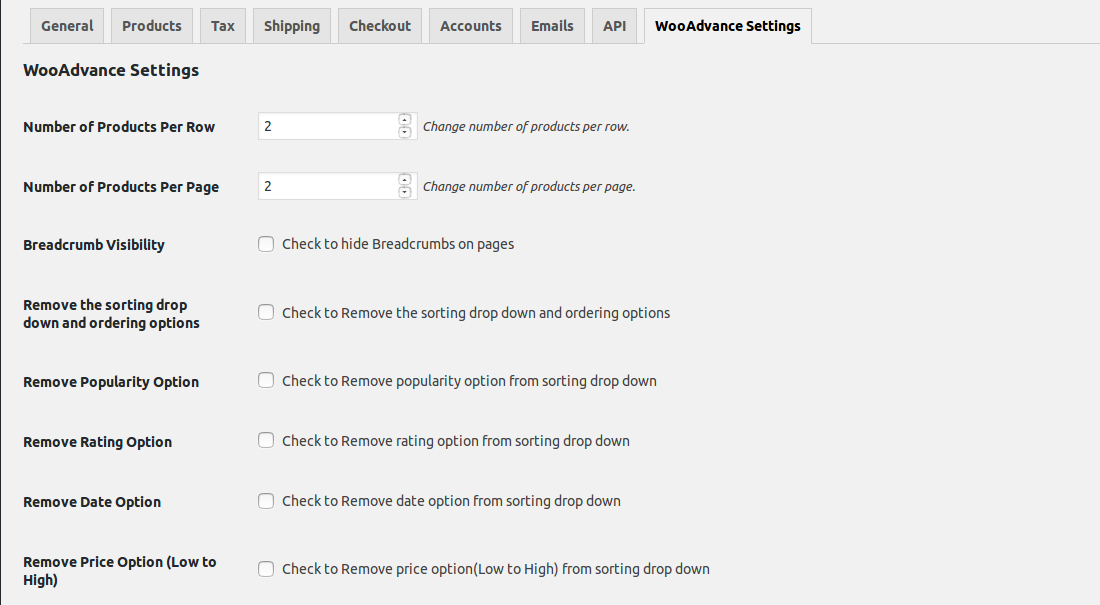 General Products Tax Shipping Checkout Accounts Emails API WooAdvance Settings
WooAdvance Settings
Number of Products Per Row 2 Change number of products per row.
Number of Products Per Page 2 Change number of products per page.
Breadcrumb Visibility Check to hide Breadcrumbs on pages
Remove the sorting drop
down and ordering options
Check to Remove the sorting drop down and ordering options
Remove Popularity Option Check to Remove popularity option from sorting drop down
Remove Rating Option Check to Remove rating option from sorting drop down
Remove Date Option Check to Remove date option from sorting drop down
Remove Price Option (Low to
High)
Check to Remove price option(Low to High) from sorting drop down